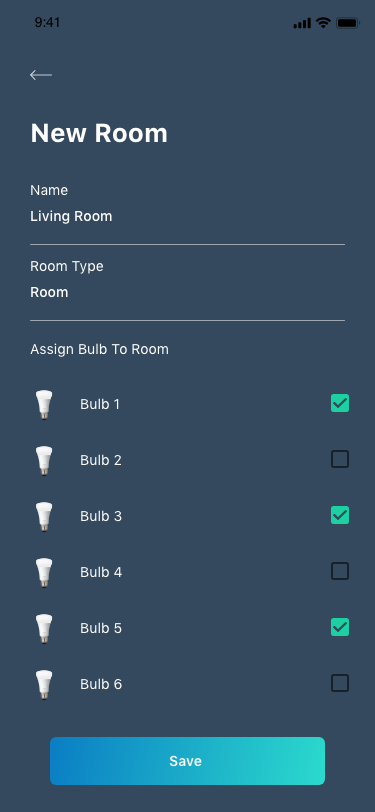 9:41
New Room
Name
Living Room
Room Type
Room
Assign Bulb To Room
Bulb 1
Bulb 2
Bulb 3
Bulb 4
Bulb 5
Bulb 6
Save